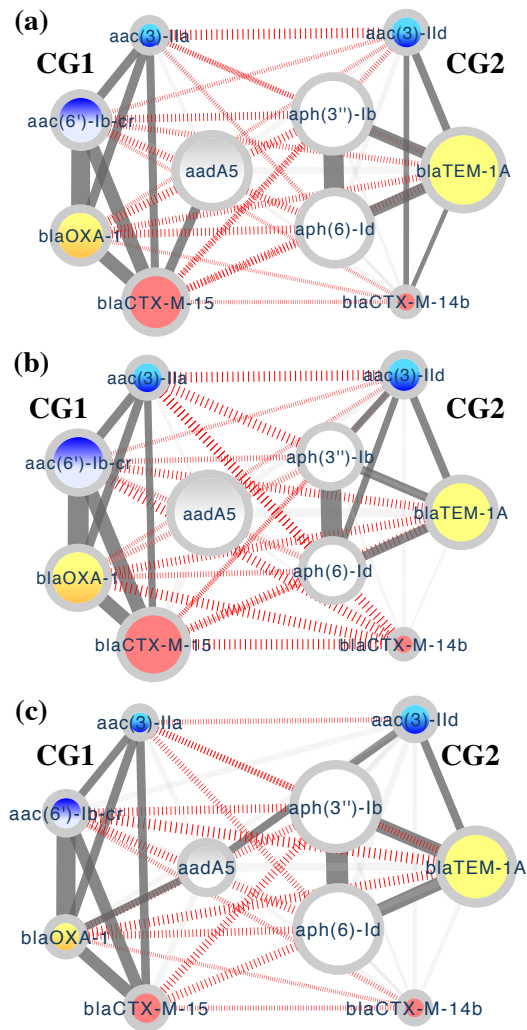 (a)
aac(3)-IIa
aac(3)-IId
CG1
CG2
aac(6')-Ib-cr
aph(3'')-Ib
aadA5
blaTEM-1A
blaOXA-1
aph(6)-Id
blaCTX-M-15
blaCTX-M-14b
(b)
aac(3)-IIa
aac(3)-IId
CG1
CG2
aac(6')-Ib-cr
aph(3'')-Ib
aadA5
blaTEM-1A
blaOXA-1
aph(6)-Id
blaCTX-M-15
blaCTX-M-14b
(c)
aac(3)-IIa
aac(3)-IId
CG1
CG2
aac(6')-Ib-cr
aph(3'')-Ib
aadA5
blaTEM-1A
blaOXA-1
aph(6)-Id
blaCTX-M-15
blaCTX-M-14b